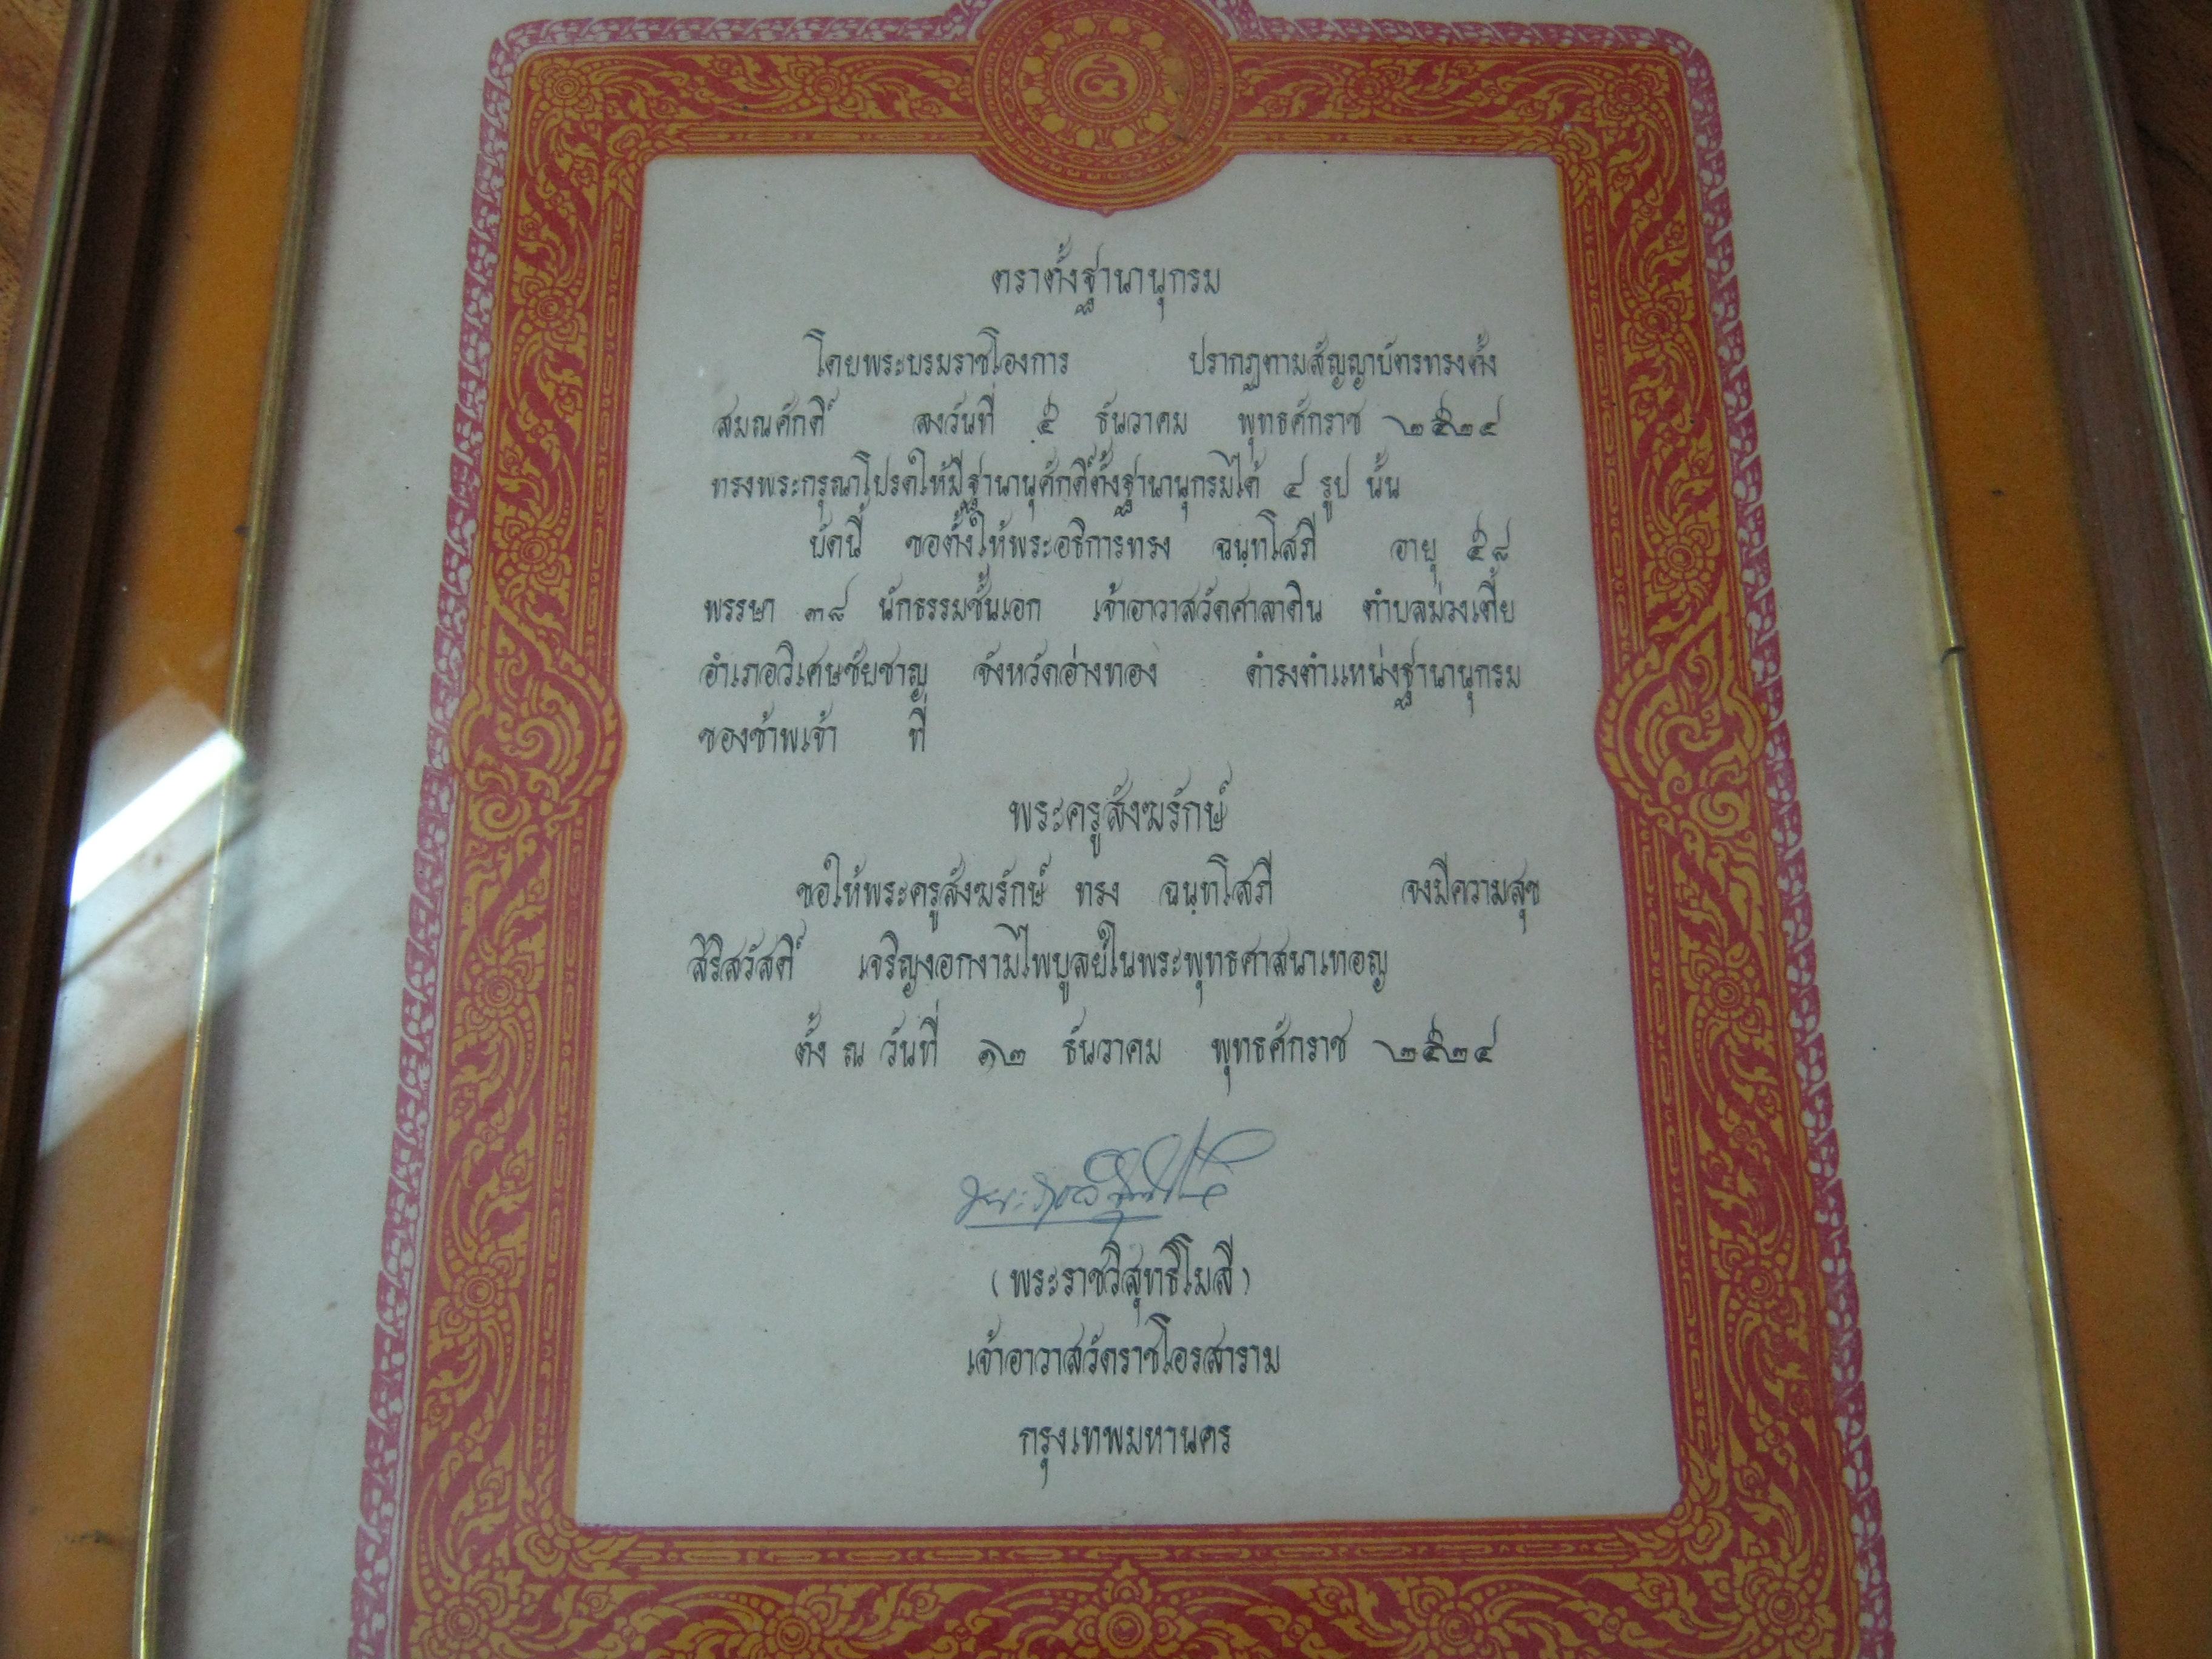 ตราตั้งฐานานุกรม
โดยพระบรมราชโองการ ปรากฏตามสัญญาบัตรทรงตั้ง
สมณศักดิ์ ลงวันที่ ๕ ธันวาคม พุทธศักราช ๒๕๒๔
ทรงพระกรุณาโปรดให้มีฐานานุศักดิ์ตั้งฐานานุกรมได้ ๔ รูป นั้น
บัดนี้ ขอตั้งให้พระอธิการทรง ฉนฺทโสภี อายุ ๕๘
พรรษา ๓๘ นักธรรมชั้นเอก เจ้าอาวาสวัดศาลาดิน ตำบลม่วงเตี้ย
อำเภอวิเศษชัยชาญ จังหวัดอ่างทอง ดำรงตำแหน่งฐานานุกรม
ของข้าพเจ้า ที่
พระครูสังฆรักษ์
ขอให้พระครูสังฆรักษ์ ทรง ฉนฺทโสภี จงมีความสุข
สิริสวัสดิ์ เจริญงอกงามไพบูลย์ในพระพุทธศาสนาเทอญ
ตั้ง ณ วันที่ ๑๒ ธันวาคม พุทธศักราช ๒๕๒๔
(พระราชวิสุทธิโมลี)
เจ้าอาวาสวัดราชโอรสาราม
กรุงเทพมหานคร